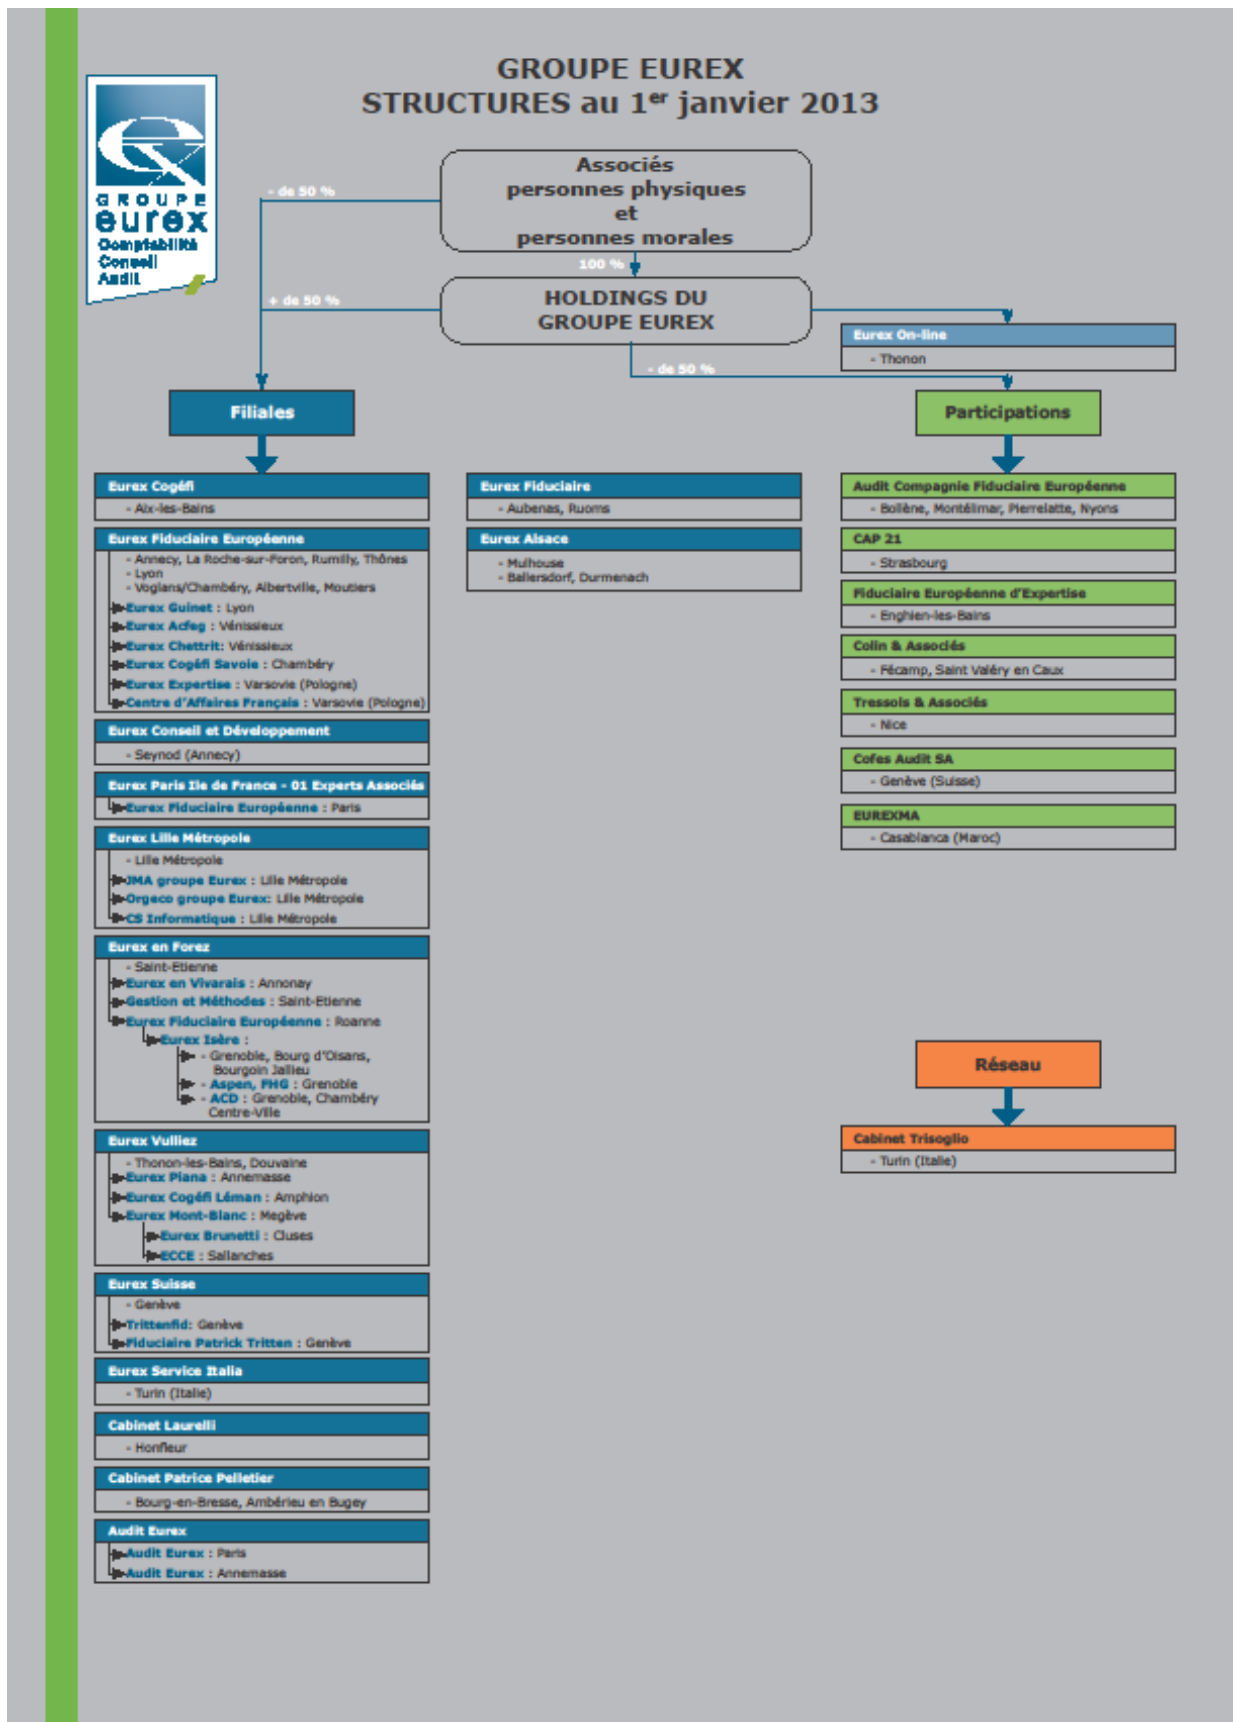 GROUPE EUREX
STRUCTURES au 1er janvier 2013
GROUPE
eurex
Comptabilité
Conseil
Audit
Associés
personnes physiques
et
personnes morales
- de 50 %
100 %
HOLDINGS DU
GROUPE EUREX
+ de 50 %
- de 50 %
Eurex On-line
- Thonon
Filiales
Eurex Cogéfi
- Aix-les-Bains
Eurex Fiduciaire Européenne
- Annecy, La Roche-sur-Foron, Rumilly, Thônes
- Lyon
- Voglans/Chambéry, Albertville, Moutiers
Eurex Guinet : Lyon
Eurex Acfeg : Vénissieux
Eurex Chettrit: Vénissieux
Eurex Cogéfi Savoie : Chambéry
Eurex Expertise : Varsovie (Pologne)
Centre d'Affaires Français : Varsovie (Pologne)
Eurex Conseil et Développement
- Seynod (Annecy)
Eurex Paris Ile de France - 01 Experts Associés
Eurex Fiduciaire Européenne : Paris
Eurex Lille Métropole
- Lille Métropole
JMA groupe Eurex : Lille Métropole
Orgeco groupe Eurex: Lille Métropole
CS Informatique : Lille Métropole
Eurex en Forez
- Saint-Etienne
Eurex en Vivarais : Annonay
Gestion et Méthodes : Saint-Etienne
Eurex Fiduciaire Européenne : Roanne
Eurex Isère :
- Grenoble, Bourg d'Oisans,
Bourgoin Jallieu
- Aspen, FHG : Grenoble
- ACD : Grenoble, Chambéry
Centre-Ville
Eurex Vulliez
- Thonon-les-Bains, Douvaine
Eurex Piana : Annemasse
Eurex Cogéfi Léman : Amphion
Eurex Mont-Blanc : Megève
Eurex Brunetti : Cluses
ECCE : Sallanches
Eurex Suisse
- Genève
Trittenfid: Genève
Fiduciaire Patrick Tritten : Genève
Eurex Service Italia
- Turin (Italie)
Cabinet Laurelli
- Honfleur
Cabinet Patrice Pelletier
- Bourg-en-Bresse, Ambérieu en Bugey
Audit Eurex
Audit Eurex : Paris
Audit Eurex : Annemasse
Eurex Fiduciaire
- Aubenas, Ruoms
Eurex Alsace
- Mulhouse
- Ballersdorf, Durmenach
Participations
Audit Compagnie Fiduciaire Européenne
- Bollène, Montélimar, Pierrelatte, Nyons
CAP 21
- Strasbourg
Fiduciaire Européenne d'Expertise
- Enghien-les-Bains
Colin & Associés
- Fécamp, Saint Valéry en Caux
Tressols & Associés
- Nice
Cofes Audit SA
- Genève (Suisse)
EUREXMA
- Casablanca (Maroc)
Réseau
Cabinet Trisoglio
- Turin (Italie)